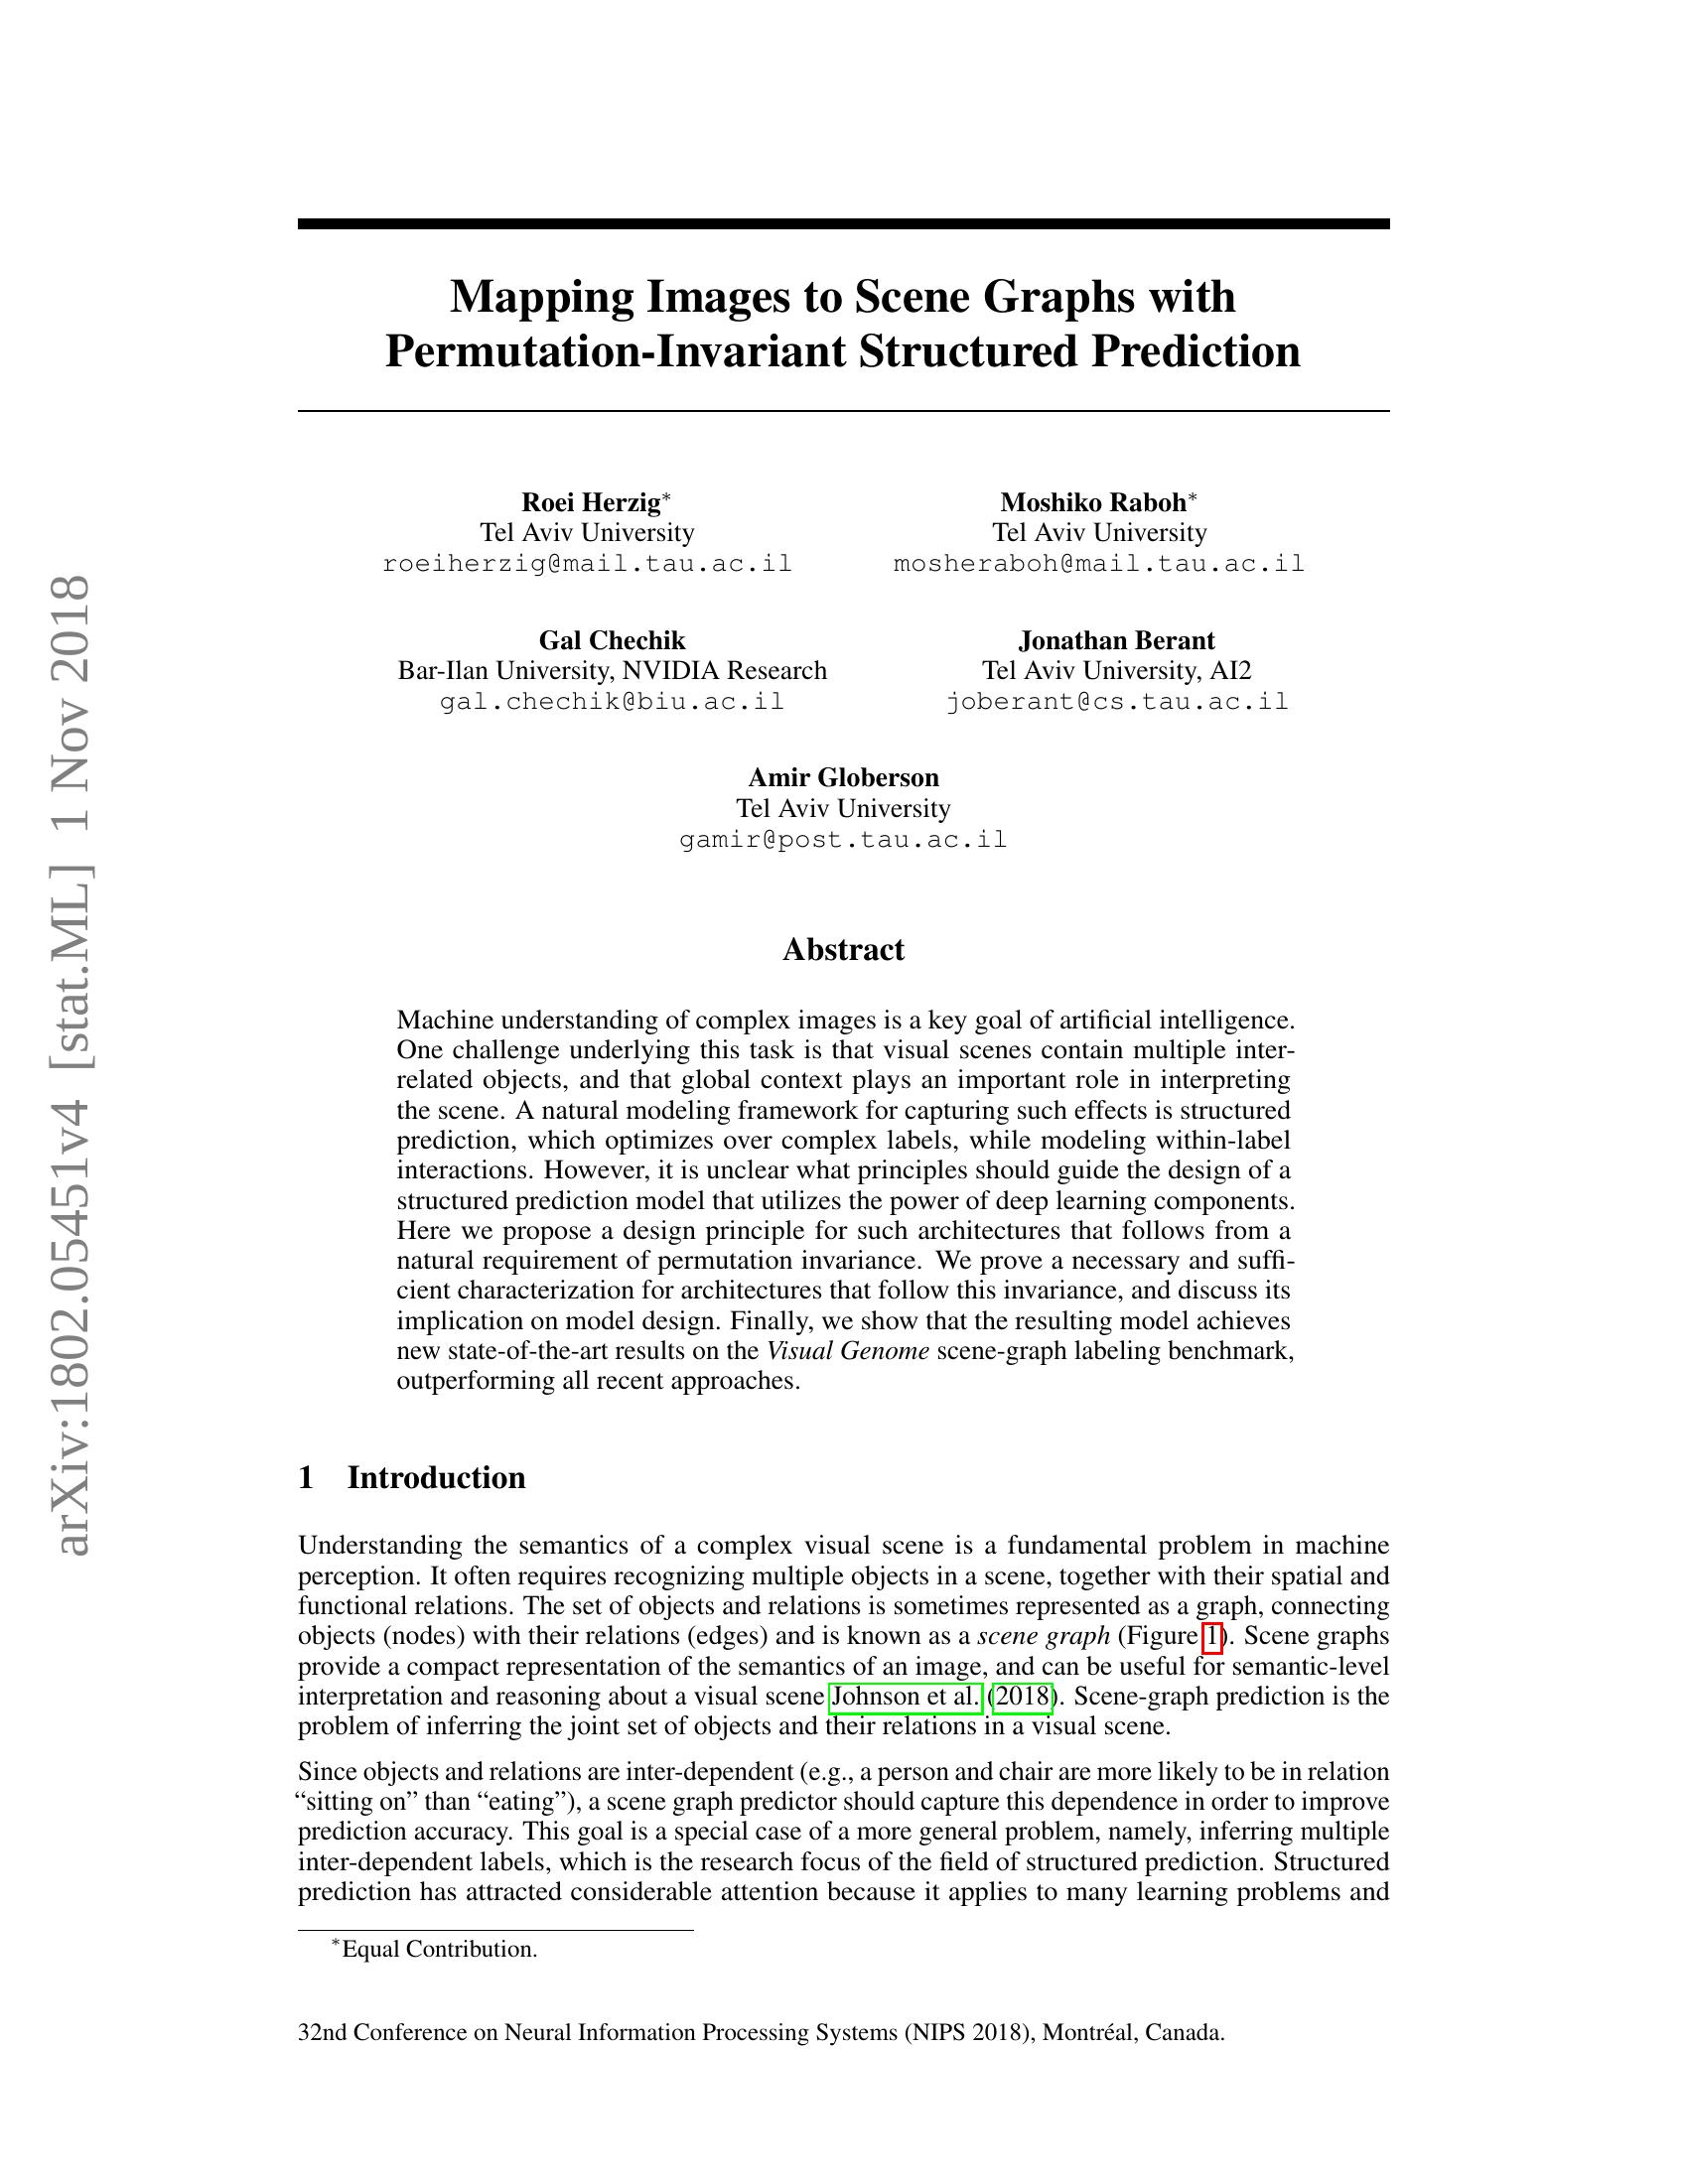 arXiv:1802.05451v4 [stat.ML] 1 Nov 2018
Mapping Images to Scene Graphs with
Permutation-Invariant Structured Prediction
Roei Herzig*
Tel Aviv University
roeiherzig@mail.tau.ac.il
Moshiko Raboh*
Tel Aviv University
mosheraboh@mail.tau.ac.il
Gal Chechik
Bar-Ilan University, NVIDIA Research
gal.chechik@biu.ac.il
Jonathan Berant
Tel Aviv University, AI2
joberant@cs.tau.ac.il
Amir Globerson
Tel Aviv University
gamir@post.tau.ac.il
Abstract
Machine understanding of complex images is a key goal of artificial intelligence.
One challenge underlying this task is that visual scenes contain multiple inter-
related objects, and that global context plays an important role in interpreting
the scene. A natural modeling framework for capturing such effects is structured
prediction, which optimizes over complex labels, while modeling within-label
interactions. However, it is unclear what principles should guide the design of a
structured prediction model that utilizes the power of deep learning components.
Here we propose a design principle for such architectures that follows from a
natural requirement of permutation invariance. We prove a necessary and suffi-
cient characterization for architectures that follow this invariance, and discuss its
implication on model design. Finally, we show that the resulting model achieves
new state-of-the-art results on the Visual Genome scene-graph labeling benchmark,
outperforming all recent approaches.
1 Introduction
Understanding the semantics of a complex visual scene is a fundamental problem in machine
perception. It often requires recognizing multiple objects in a scene, together with their spatial and
functional relations. The set of objects and relations is sometimes represented as a graph, connecting
objects (nodes) with their relations (edges) and is known as a scene graph (Figure 1). Scene graphs
provide a compact representation of the semantics of an image, and can be useful for semantic-level
interpretation and reasoning about a visual scene Johnson et al. (2018). Scene-graph prediction is the
problem of inferring the joint set of objects and their relations in a visual scene.
Since objects and relations are inter-dependent (e.g., a person and chair are more likely to be in relation
“sitting on” than “eating”), a scene graph predictor should capture this dependence in order to improve
prediction accuracy. This goal is a special case of a more general problem, namely, inferring multiple
inter-dependent labels, which is the research focus of the field of structured prediction. Structured
prediction has attracted considerable attention because it applies to many learning problems and
*Equal Contribution.
32nd Conference on Neural Information Processing Systems (NIPS 2018), Montréal, Canada.